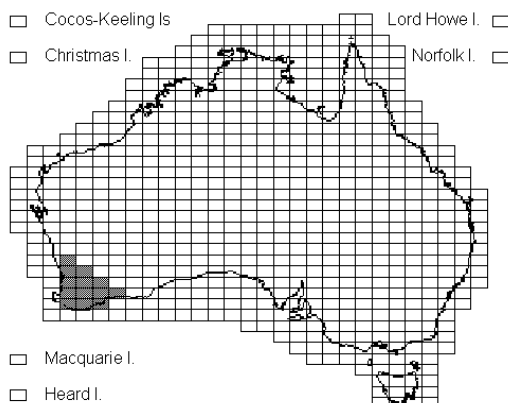 Cocos-Keeling Is
Lord Howe I.
Christmas I.
Norfolk I.
Macquarie I.
Heard I.